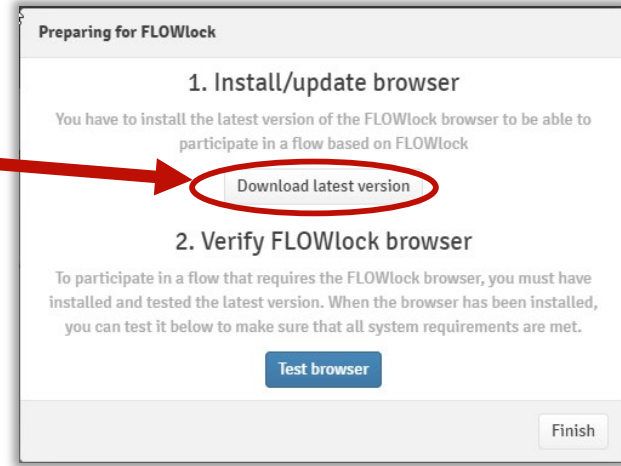 Preparing for FLOWlock
1. Install/update browser
You have to install the latest version of the FLOWlock browser to be able to
participate in a flow based on FLOWlock
Download latest version
2. Verify FLOWlock browser
To participate in a flow that requires the FLOWlock browser, you must have
installed and tested the latest version. When the browser has been installed,
you can test it below to make sure that all system requirements are met.
Test browser
Finish